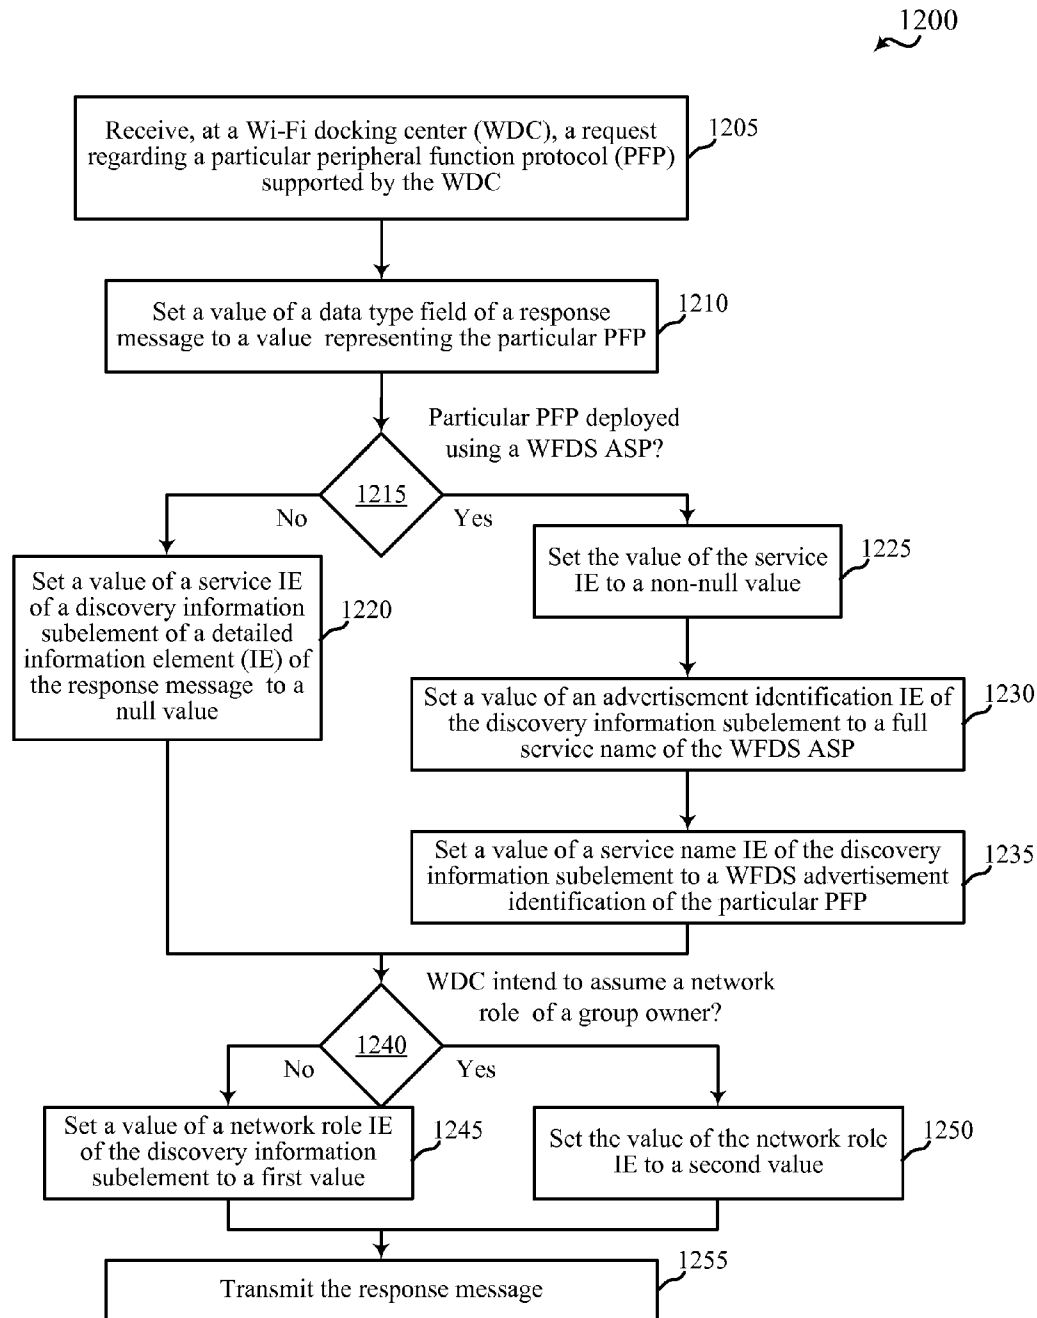 1200
Receive, at a Wi-Fi docking center (WDC), a request
regarding a particular peripheral function protocol (PFP)
supported by the WDC
1205
Set a value of a data type field of a response
message to a value representing the particular PFP
1210
Particular PFP deployed
using a WFDS ASP?
1215
No
Yes
Set a value of a service IE
of a discovery information
subelement of a detailed
information element (IE) of
the response message to a
null value
1220
Set the value of the service
IE to a non-null value
1225
Set a value of an advertisement identification IE of
the discovery information subelement to a full
service name of the WFDS ASP
1230
Set a value of a service name IE of the discovery
information subelement to a WFDS advertisement
identification of the particular PFP
1235
WDC intend to assume a network
role of a group owner?
1240
No
Yes
Set a value of a network role IE
of the discovery information
subelement to a first value
1245
Set the value of the network role
IE to a second value
1250
Transmit the response message
1255